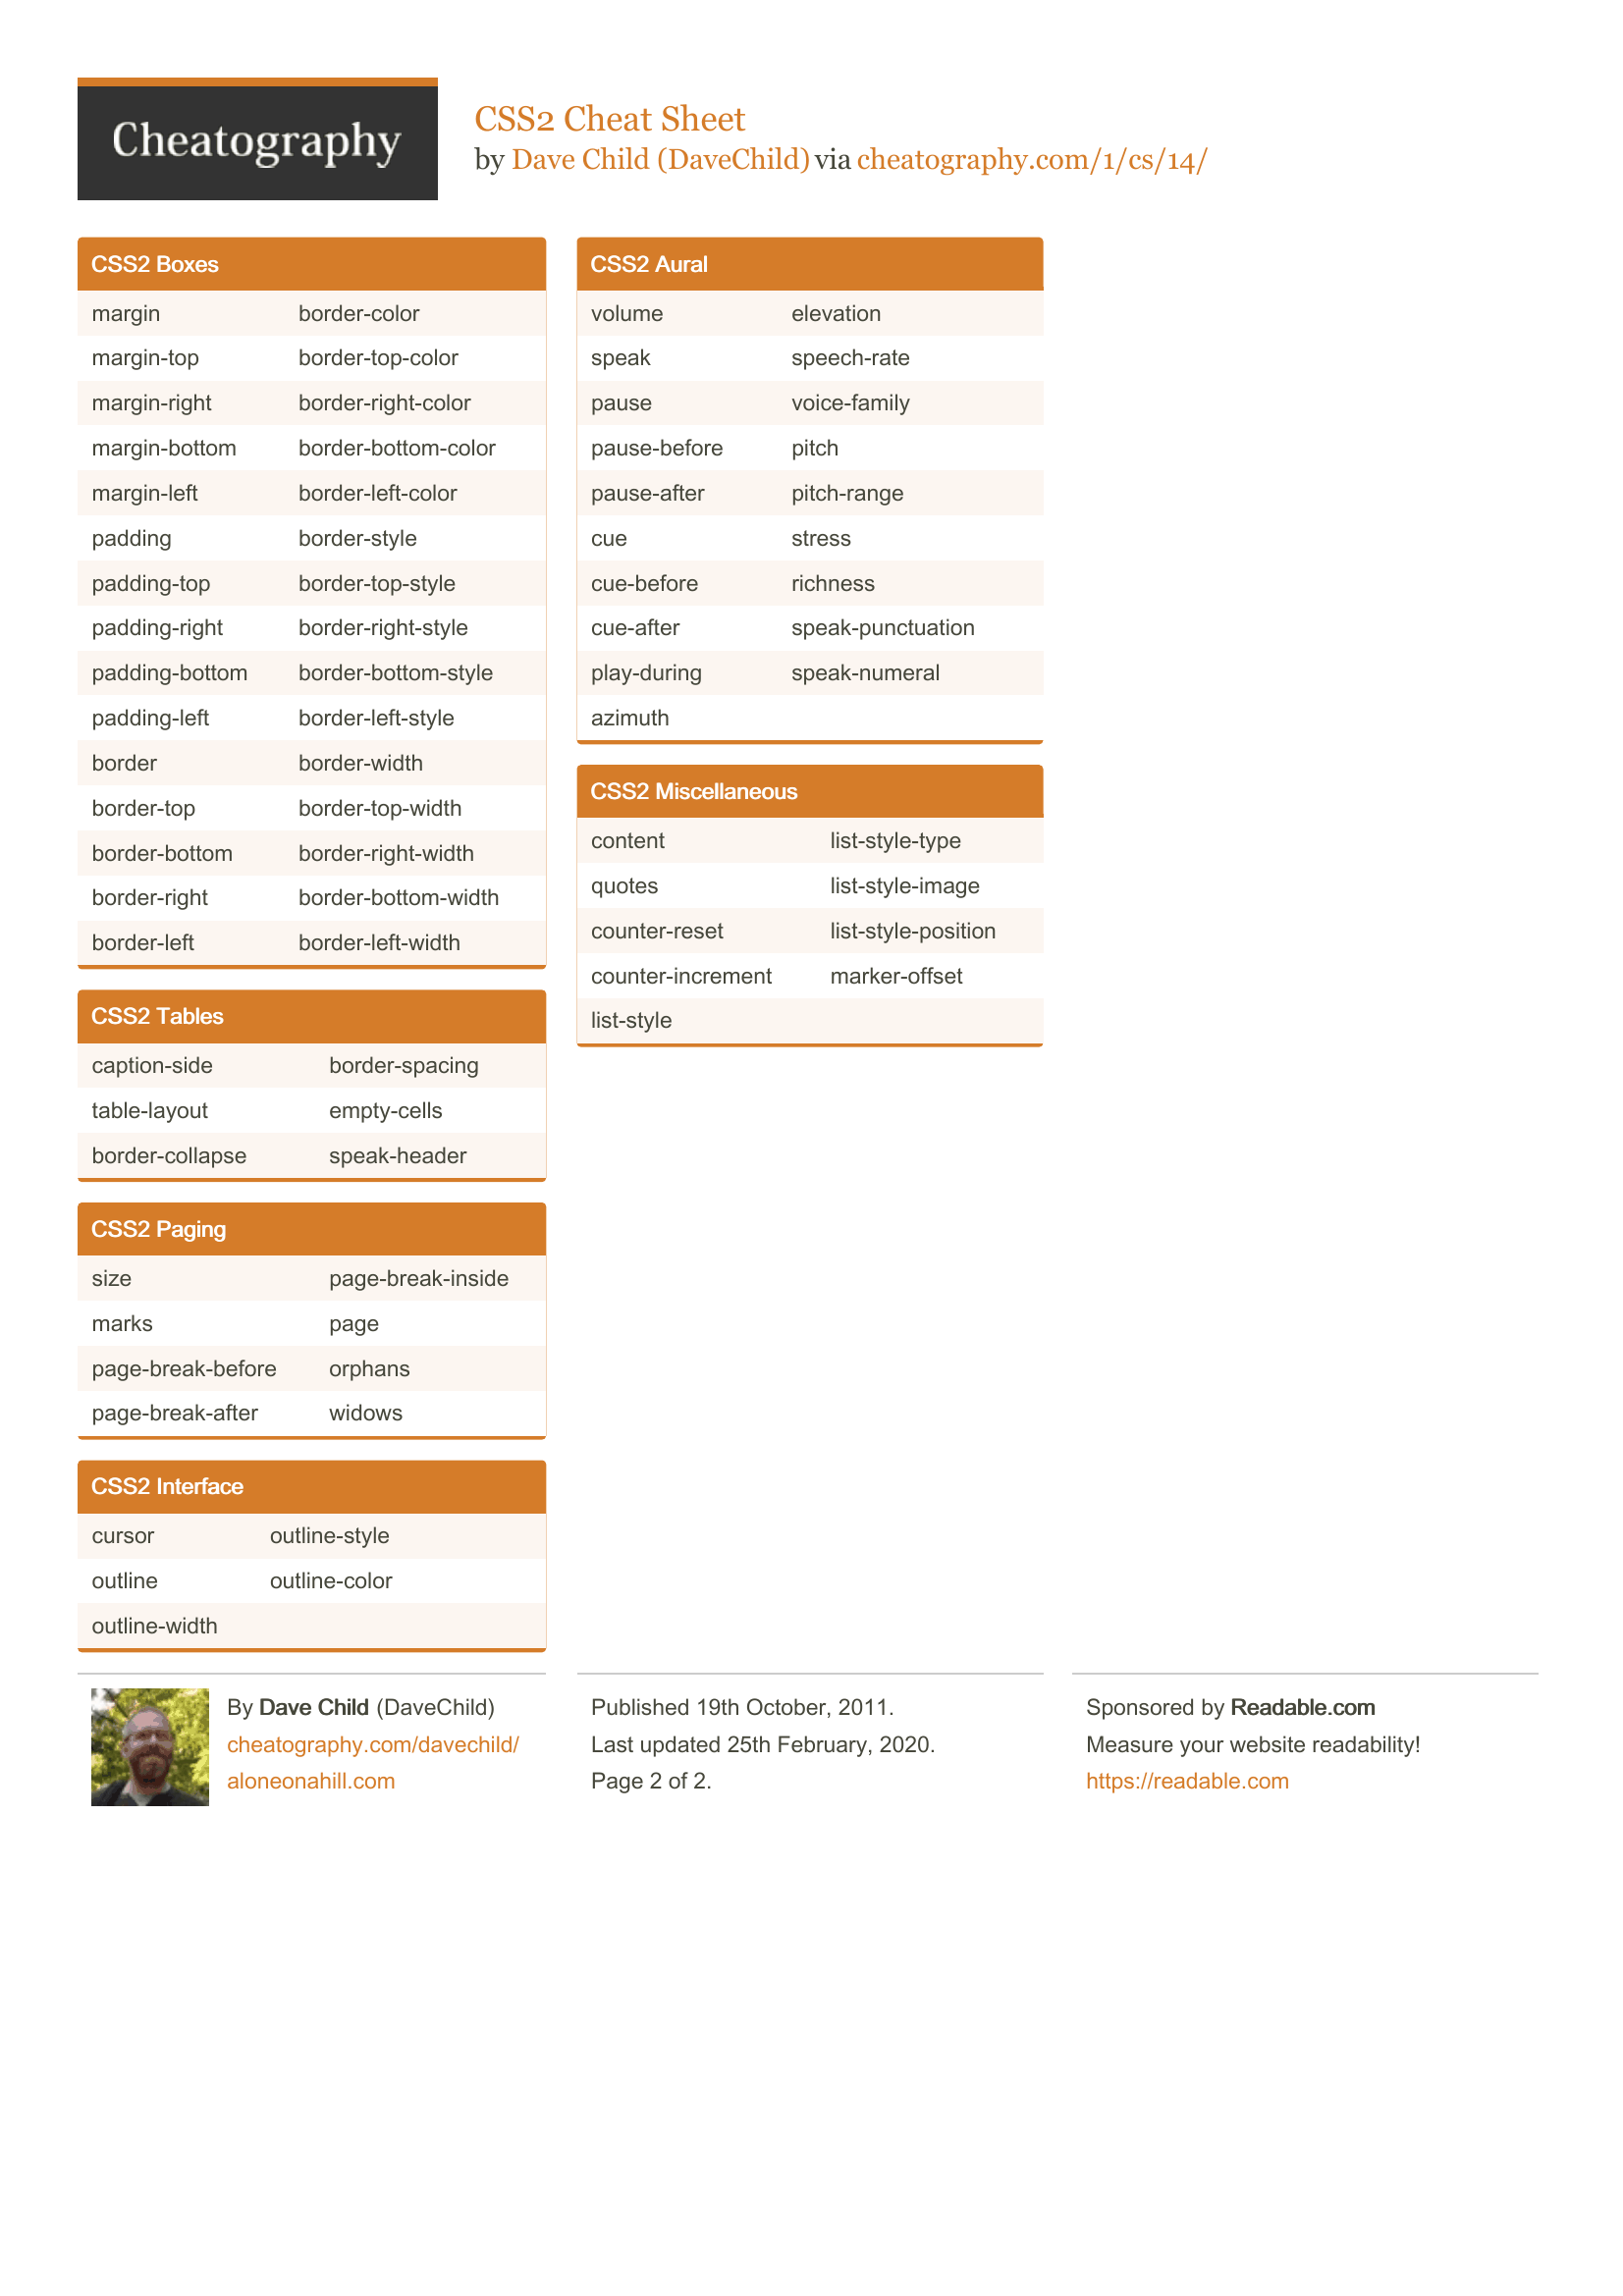 Cheatography
CSS2 Cheat Sheet
by Dave Child (DaveChild) via cheatography.com/1/cs/14/
CSS2 Boxes
margin border-color
margin-top border-top-color
margin-right border-right-color
margin-bottom border-bottom-color
margin-left border-left-color
padding border-style
padding-top border-top-style
padding-right border-right-style
padding-bottom border-bottom-style
padding-left border-left-style
border border-width
border-top border-top-width
border-bottom border-right-width
border-right border-bottom-width
border-left border-left-width
CSS2 Tables
caption-side border-spacing
table-layout empty-cells
border-collapse speak-header
CSS2 Paging
size page-break-inside
marks page
page-break-before orphans
page-break-after widows
CSS2 Interface
cursor outline-style
outline outline-color
outline-width
CSS2 Aural
volume elevation
speak speech-rate
pause voice-family
pause-before pitch
pause-after pitch-range
cue stress
cue-before richness
cue-after speak-punctuation
play-during speak-numeral
azimuth
CSS2 Miscellaneous
content list-style-type
quotes list-style-image
counter-reset list-style-position
counter-increment marker-offset
list-style
By Dave Child (DaveChild)
cheatography.com/davechild/
aloneonahill.com
Published 19th October, 2011.
Last updated 25th February, 2020.
Page 2 of 2.
Sponsored by Readable.com
Measure your website readability!
https://readable.com